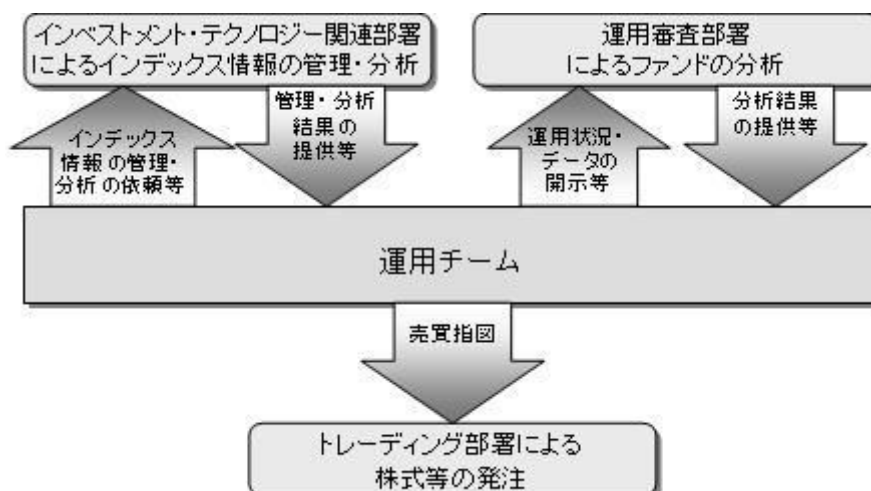 インベストメント・テクノロジー関連部署
によるインデックス情報の管理・分析
運用審査部署
によるファンドの分析
インデックス
情報の管理・
分析の依頼等
管理・分析
結果の
提供等
運用状況・
データの
開示等
分析結果
の提供等
運用チーム
売買指図
トレーディング部署による
株式等の発注